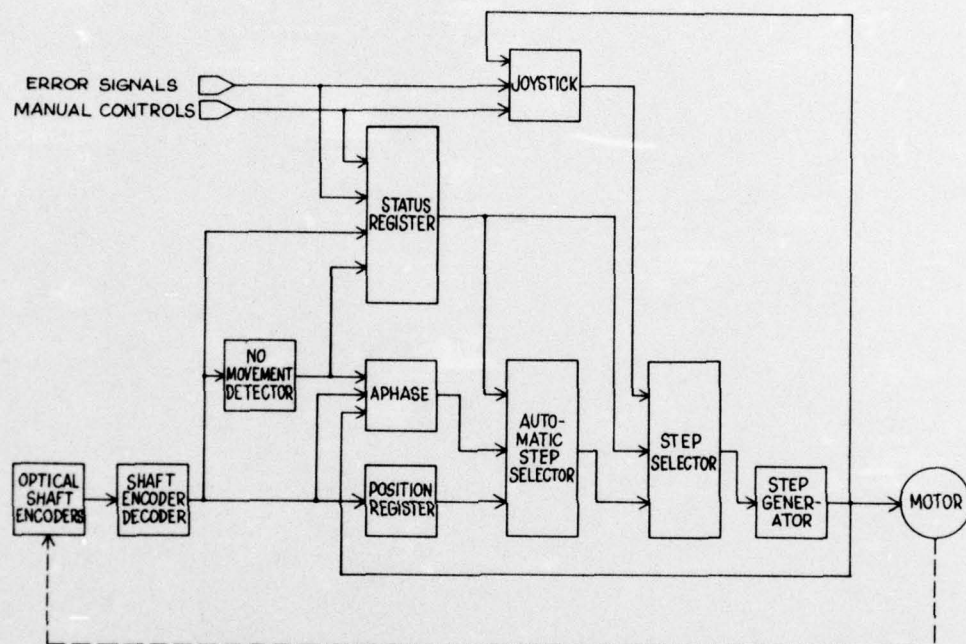 ERROR SIGNALS
MANUAL CONTROLS
JOYSTICK
STATUS
REGISTER
NO
MOVEMENT
DETECTOR
APHASE
AUTO-
MATIC
STEP
SELECTOR
STEP
SELECTOR
OPTICAL
SHAFT
ENCODERS
SHAFT
ENCODER
DECODER
POSITION
REGISTER
STEP
GENER-
ATOR
MOTOR